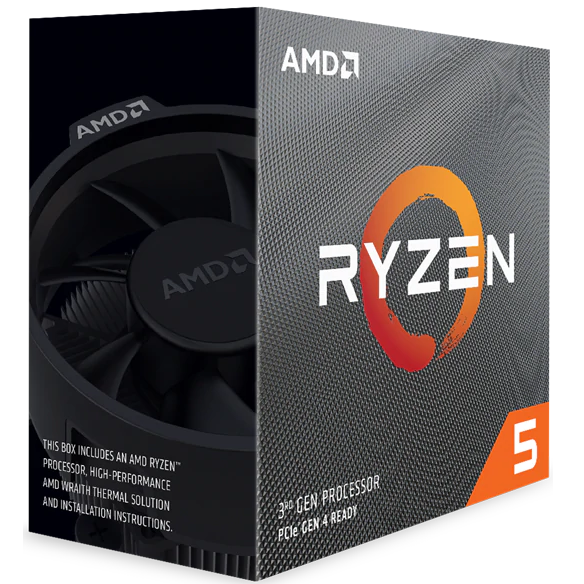 AMD
AMD
THIS BOX INCLUDES AN AMD RYZEN™
PROCESSOR, HIGH-PERFORMANCE
AMD WRAITH THERMAL SOLUTION
AND INSTALLATION INSTRUCTIONS.
AMD
RYZEN
5
3RD GEN PROCESSOR
PCIe GEN 4 READY